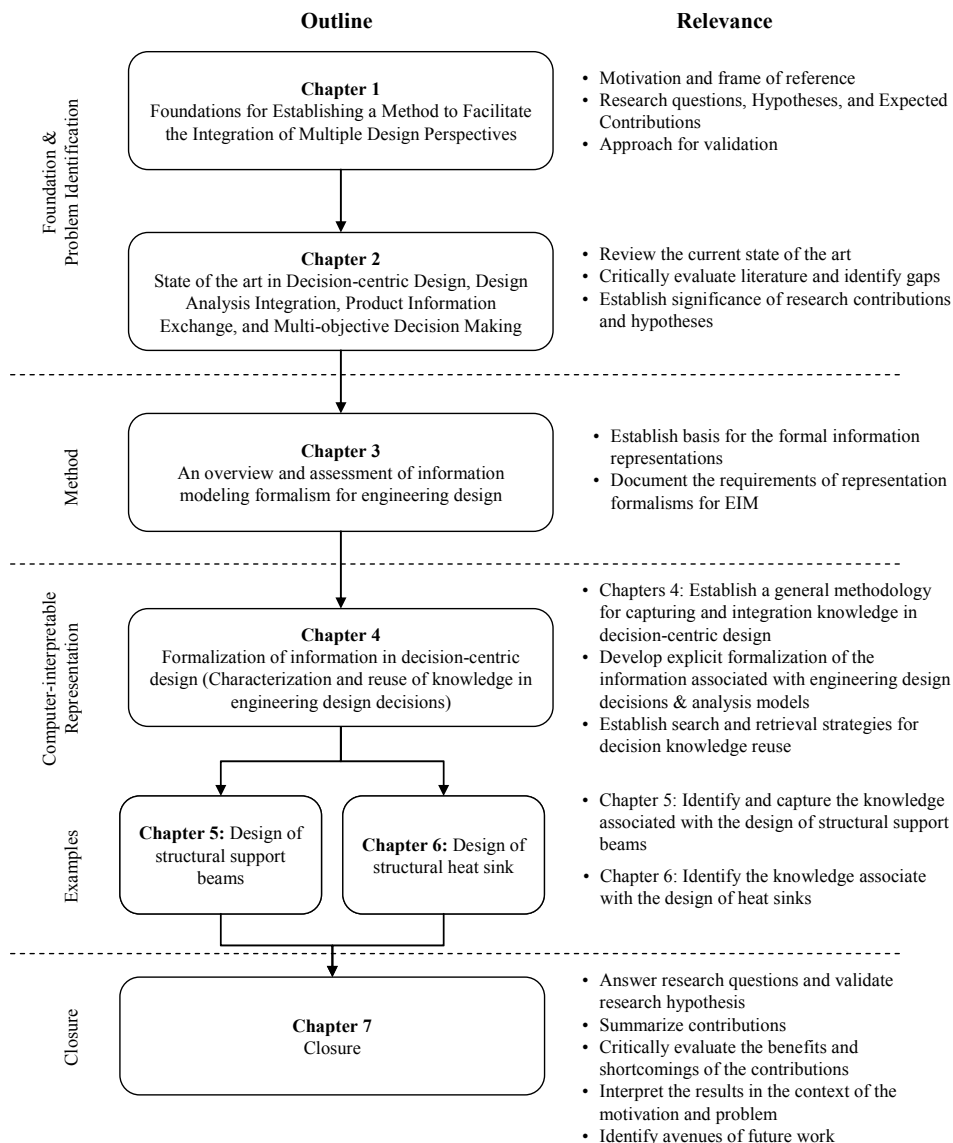 Outline
Relevance
Foundation &
Problem Identification
Chapter 1
Foundations for Establishing a Method to Facilitate
the Integration of Multiple Design Perspectives
• Motivation and frame of reference
• Research questions, Hypotheses, and Expected
Contributions
• Approach for validation
Chapter 2
State of the art in Decision-centric Design, Design
Analysis Integration, Product Information
Exchange, and Multi-objective Decision Making
• Review the current state of the art
• Critically evaluate literature and identify gaps
• Establish significance of research contributions
and hypotheses
Method
Chapter 3
An overview and assessment of information
modeling formalism for engineering design
• Establish basis for the formal information
representations
• Document the requirements of representation
formalisms for EIM
Computer-interpretable
Representation
Chapter 4
Formalization of information in decision-centric
design (Characterization and reuse of knowledge in
engineering design decisions)
• Chapters 4: Establish a general methodology
for capturing and integration knowledge in
decision-centric design
• Develop explicit formalization of the
information associated with engineering design
decisions & analysis models
• Establish search and retrieval strategies for
decision knowledge reuse
Examples
Chapter 5: Design of
structural support
beams
Chapter 6: Design of
structural heat sink
• Chapter 5: Identify and capture the knowledge
associated with the design of structural support
beams
• Chapter 6: Identify the knowledge associate
with the design of heat sinks
Closure
Chapter 7
Closure
• Answer research questions and validate
research hypothesis
• Summarize contributions
• Critically evaluate the benefits and
shortcomings of the contributions
• Interpret the results in the context of the
motivation and problem
• Identify avenues of future work